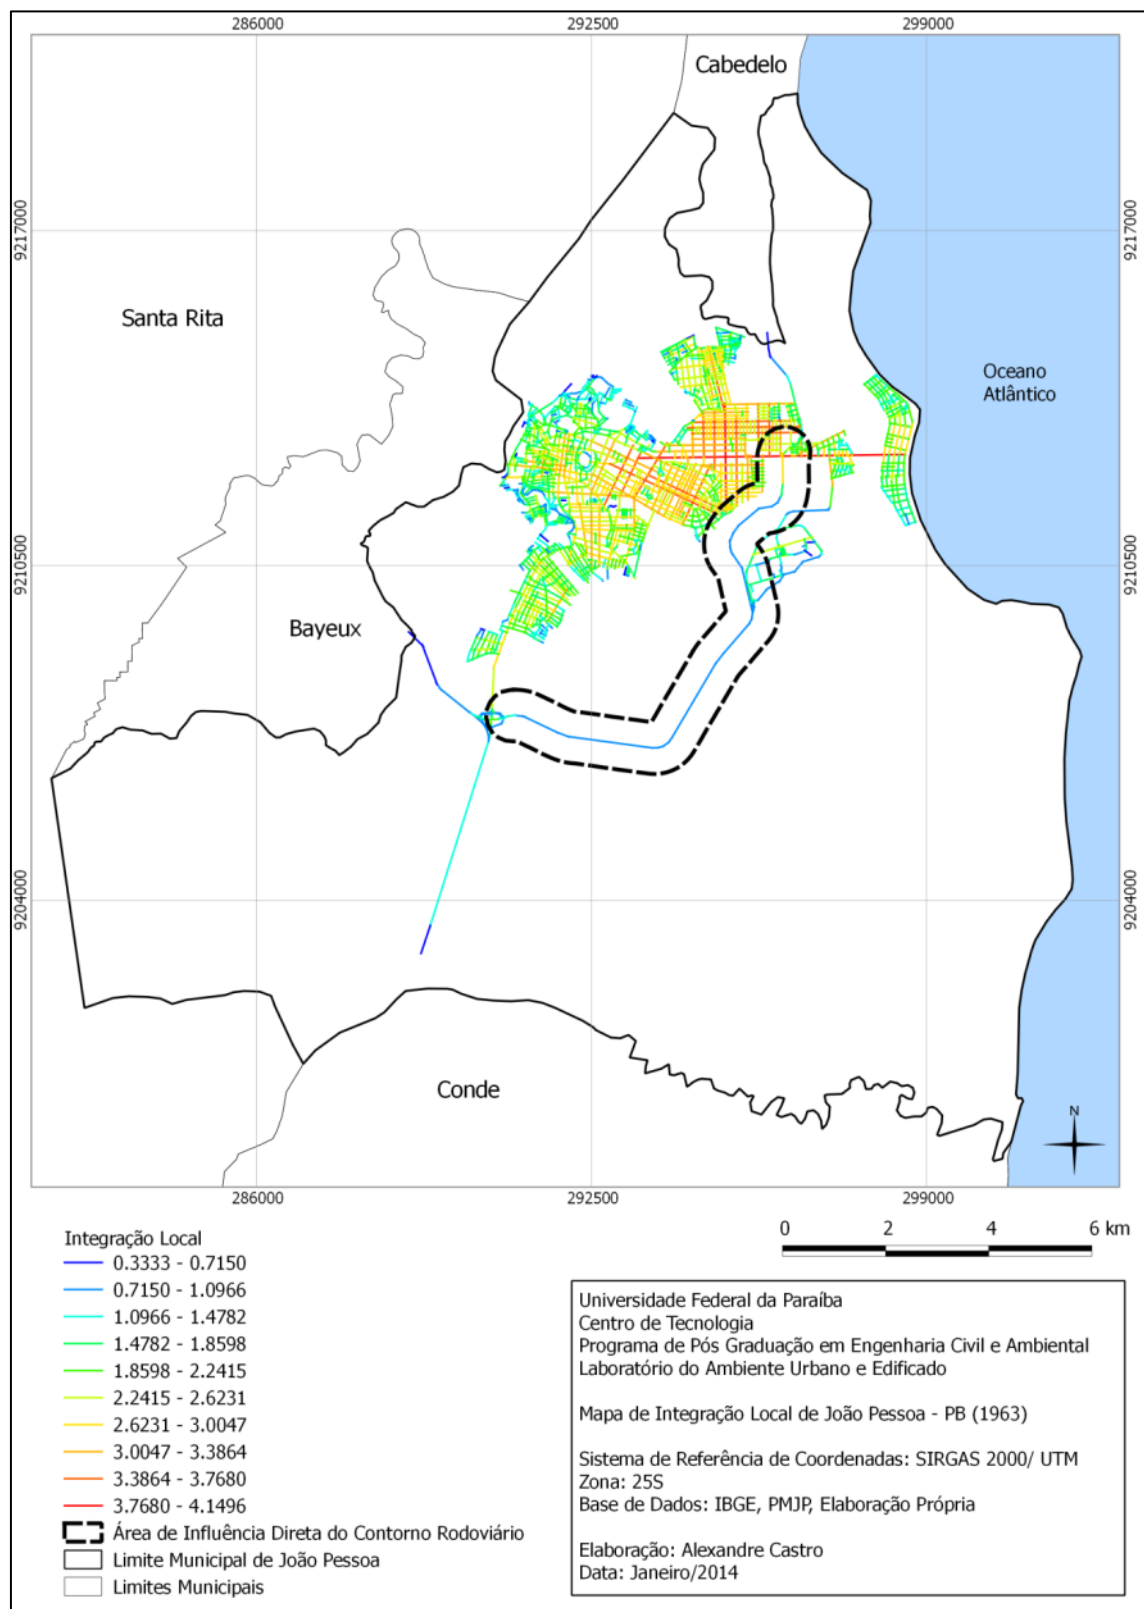 286000
292500
299000
Cabedelo
9217000
9217000
Santa Rita
Oceano
Atlântico
9210500
9210500
Bayeux
9204000
9204000
Conde
N
286000
292500
299000
Integração Local
0.3333 - 0.7150
0.7150 - 1.0966
1.0966 - 1.4782
1.4782 - 1.8598
1.8598 - 2.2415
2.2415 - 2.6231
2.6231 - 3.0047
3.0047 - 3.3864
3.3864 - 3.7680
3.7680 - 4.1496
Área de Influência Direta do Contorno Rodoviário
Limite Municipal de João Pessoa
Limites Municipais
0 2 4 6 km
Universidade Federal da Paraíba
Centro de Tecnologia
Programa de Pós Graduação em Engenharia Civil e Ambiental
Laboratório do Ambiente Urbano e Edificado
Mapa de Integração Local de João Pessoa - PB (1963)
Sistema de Referência de Coordenadas: SIRGAS 2000/ UTM
Zona: 25S
Base de Dados: IBGE, PMJP, Elaboração Própria
Elaboração: Alexandre Castro
Data: Janeiro/2014